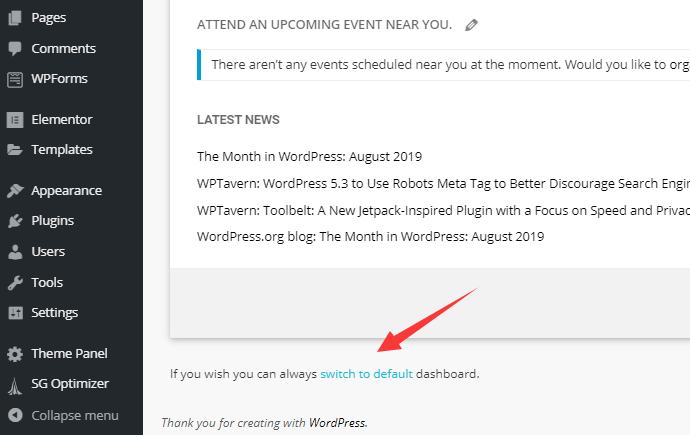 Pages
Comments
WPForms
Elementor
Templates
Appearance
Plugins
Users
Tools
Settings
Theme Panel
SG Optimizer
Collapse menu
ATTEND AN UPCOMING EVENT NEAR YOU.
There aren't any events scheduled near you at the moment. Would you like to org
LATEST NEWS
The Month in WordPress: August 2019
WPTavern: WordPress 5.3 to Use Robots Meta Tag to Better Discourage Search Engin
WPTavern: Toolbelt: A New Jetpack-Inspired Plugin with a Focus on Speed and Privac
WordPress.org blog: The Month in WordPress: August 2019
If you wish you can always switch to default dashboard.
Thank you for creating with WordPress.